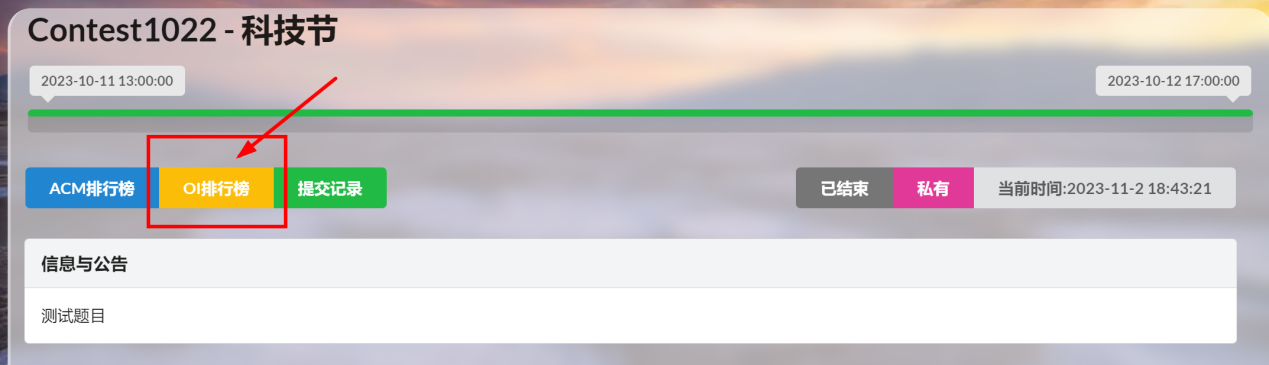 Contest1022 - 科技节
2023-10-11 13:00:00 2023-10-12 17:00:00
ACM排行榜 OI排行榜 提交记录 已结束 私有 当前时间:2023-11-2 18:43:21
信息与公告
测试题目